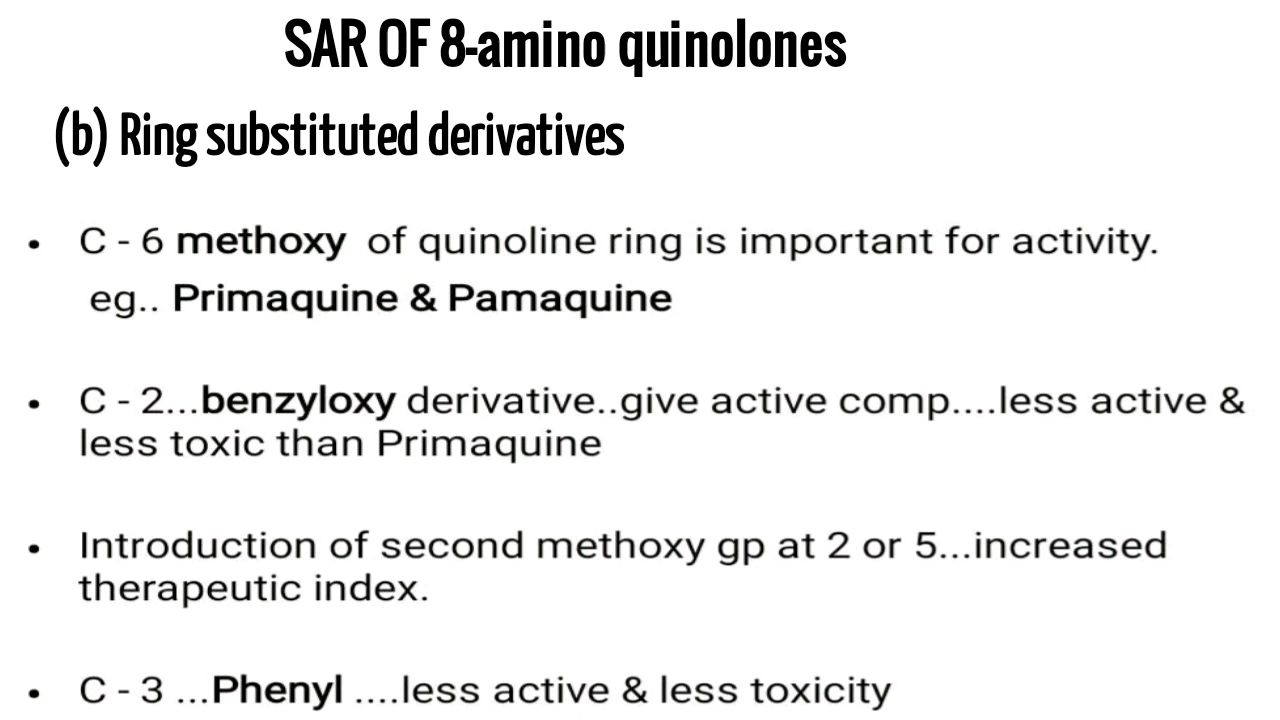 SAR OF 8-amino quinolones
(b) Ring substituted derivatives
• C - 6 methoxy of quinoline ring is important for activity.
eg.. Primaquine & Pamaquine
• C - 2...benzyloxy derivative..give active comp....less active &
less toxic than Primaquine
• Introduction of second methoxy gp at 2 or 5...increased
therapeutic index.
• C - 3 ...Phenyl ....less active & less toxicity